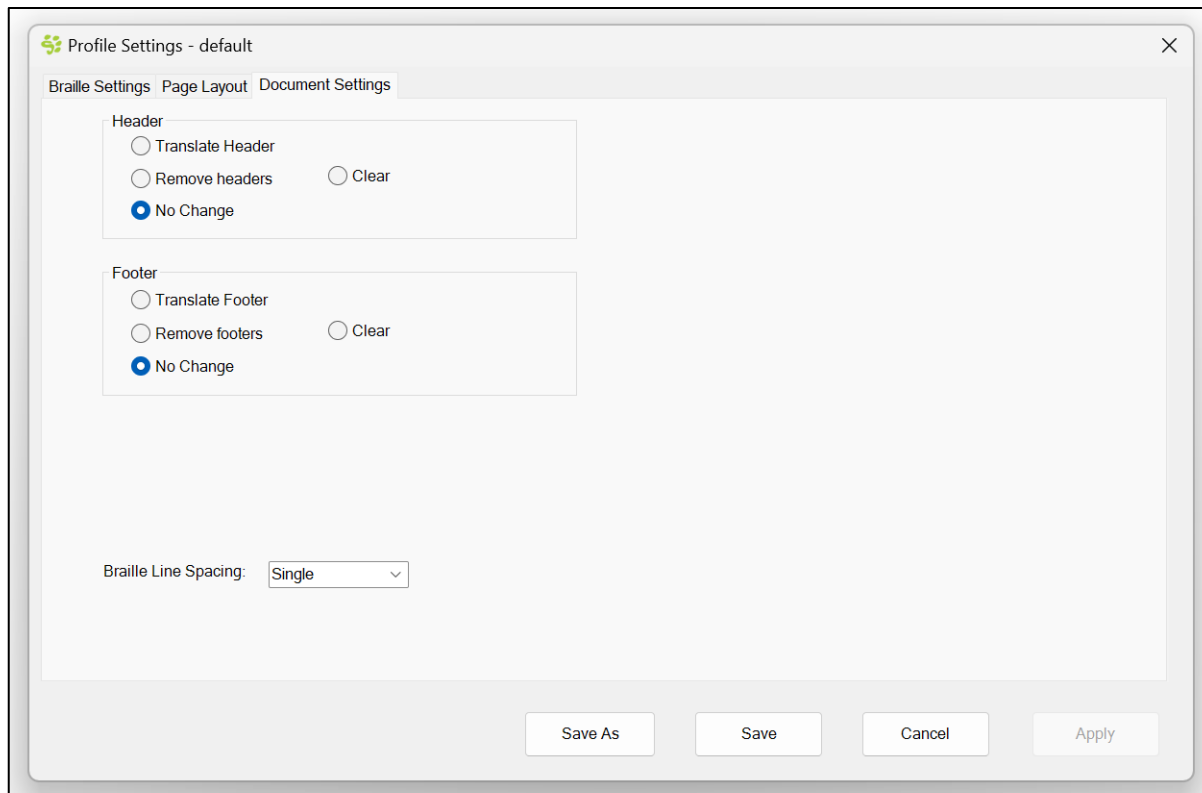 Profile Settings - default
Braille Settings Page Layout Document Settings
Header
Translate Header
Remove headers Clear
No Change
Footer
Translate Footer
Remove footers Clear
No Change
Braille Line Spacing: Single
Save As Save Cancel Apply